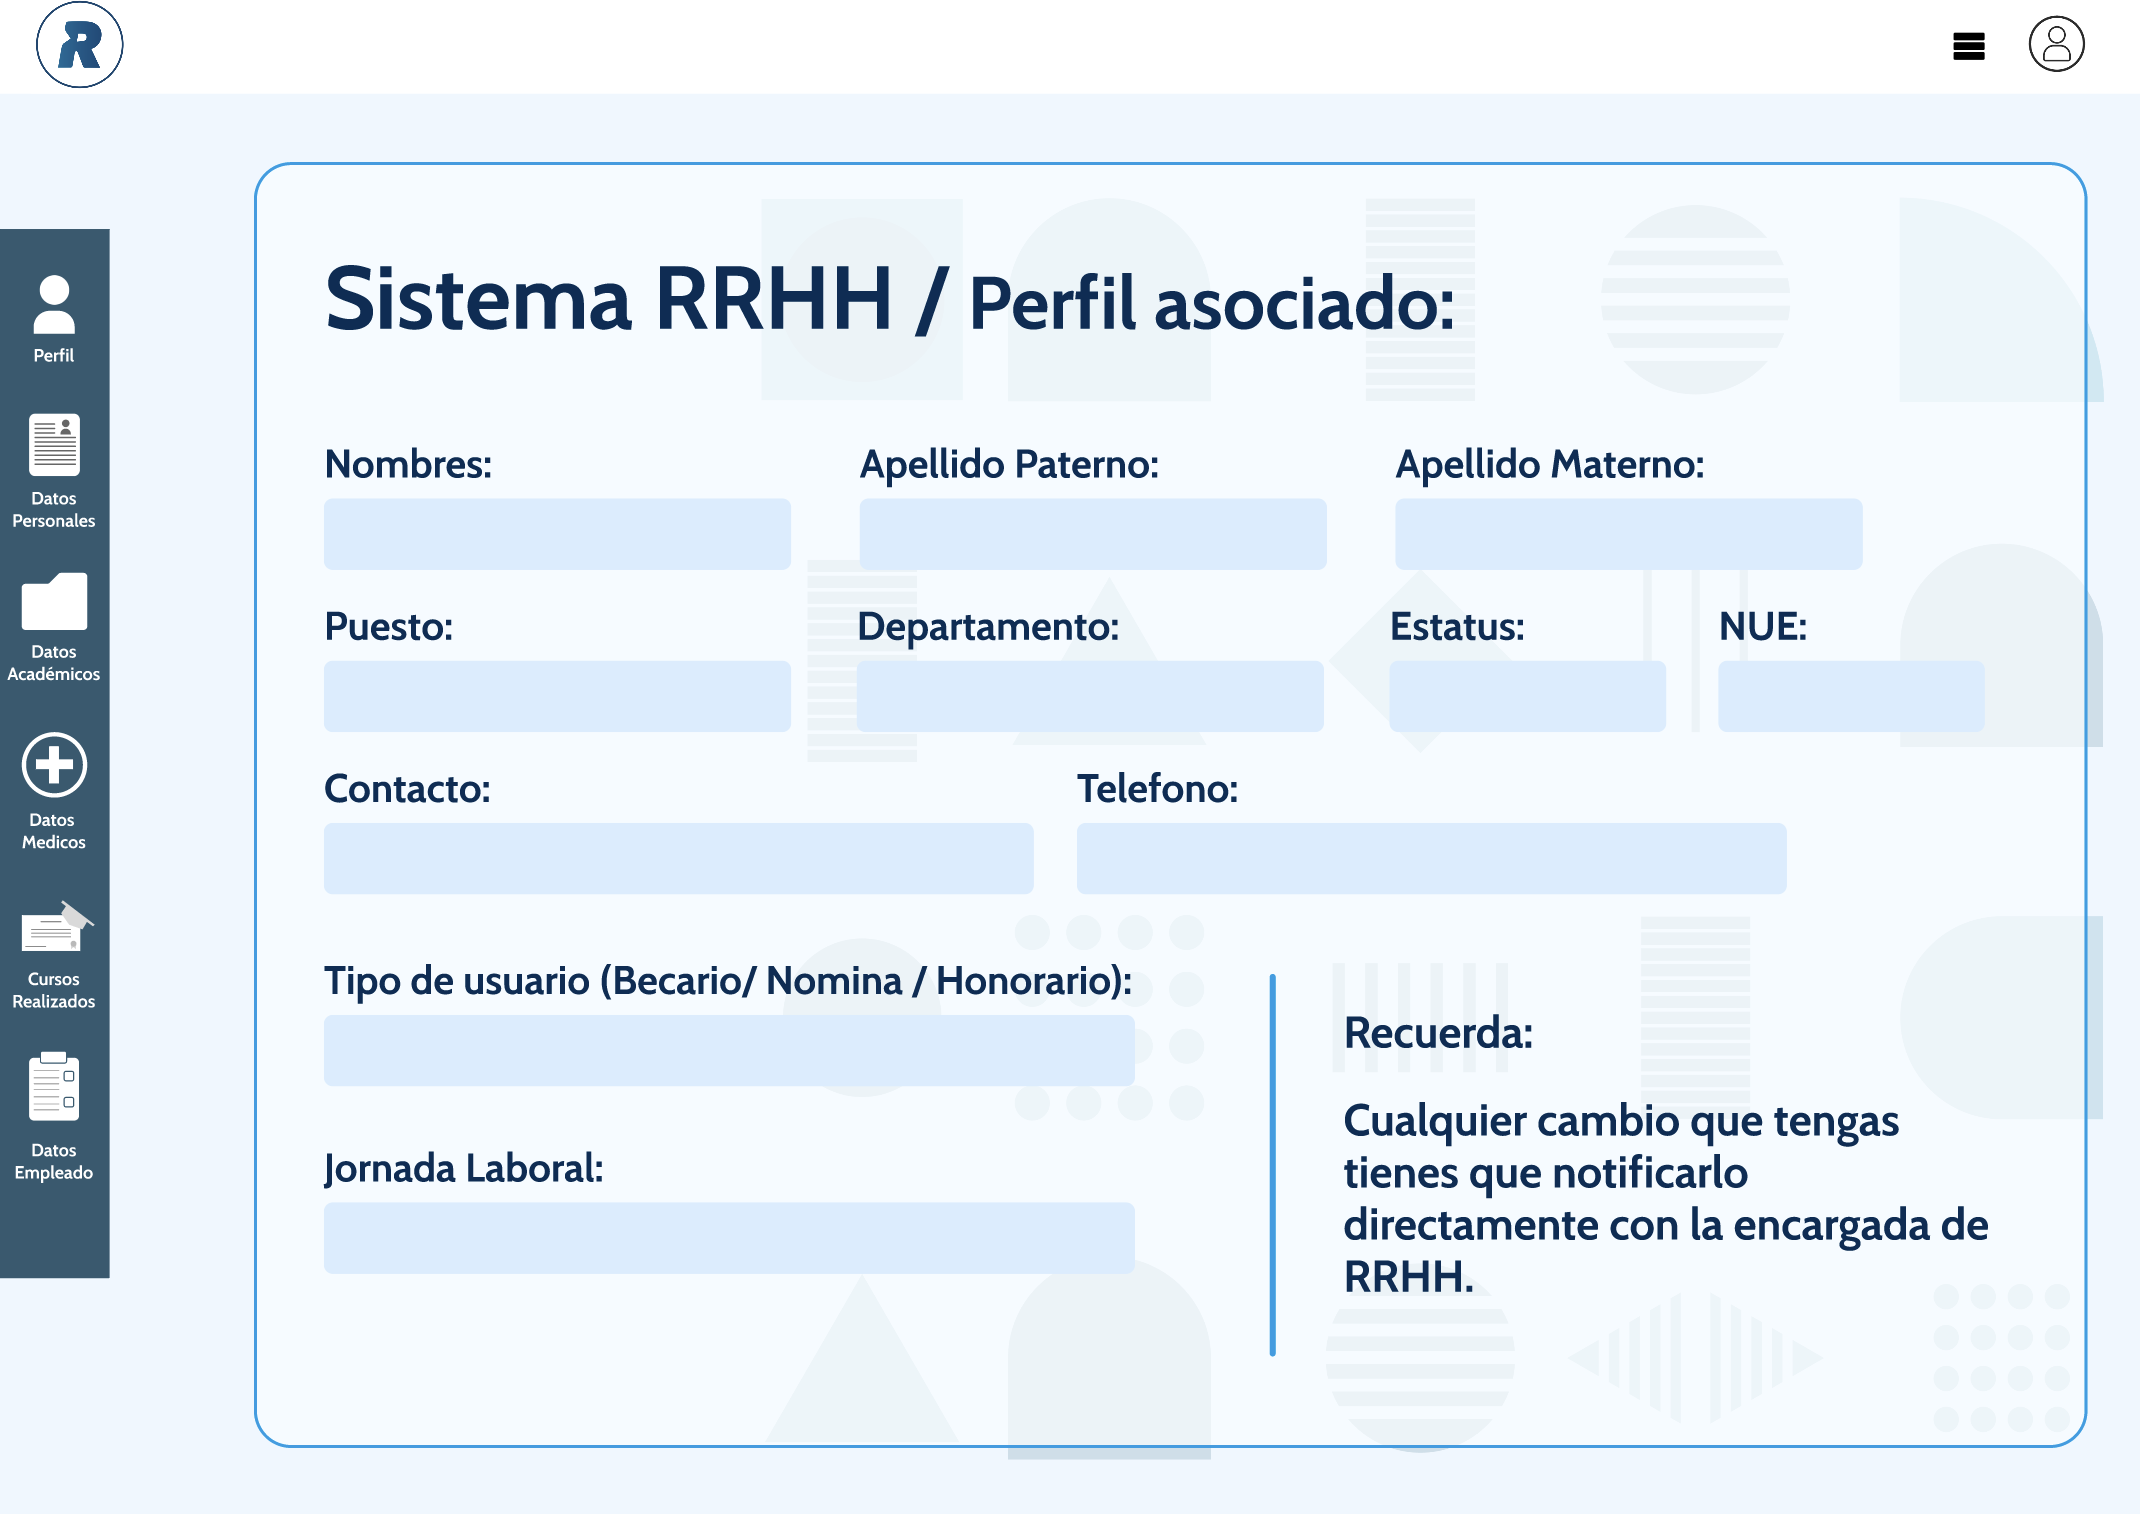 R
Sistema RRHH / Perfil asociado:
Perfil
Datos
Personales
Datos
Académicos
Datos
Medicos
Cursos
Realizados
Datos
Empleado
Nombres:
Apellido Paterno:
Apellido Materno:
Puesto:
Departamento:
Estatus:
NUE:
Contacto:
Telefono:
Tipo de usuario (Becario/ Nomina / Honorario):
Jornada Laboral:
Recuerda:
Cualquier cambio que tengas
tienes que notificarlo
directamente con la encargada de
RRHH.